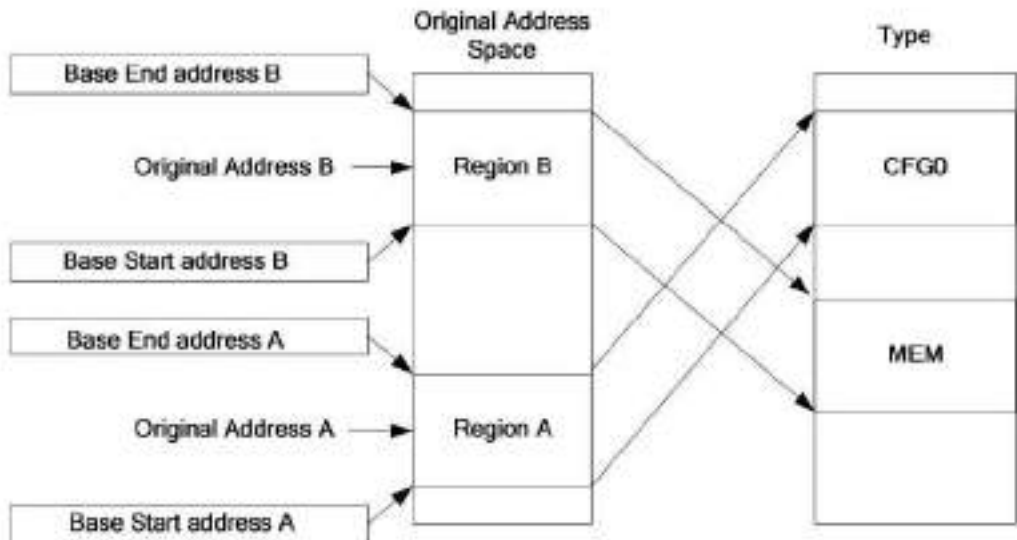 Original Address
Space
Type
Base End address B
Original Address B
Region B
CFG0
Base Start address B
Base End address A
MEM
Original Address A
Region A
Base Start address A